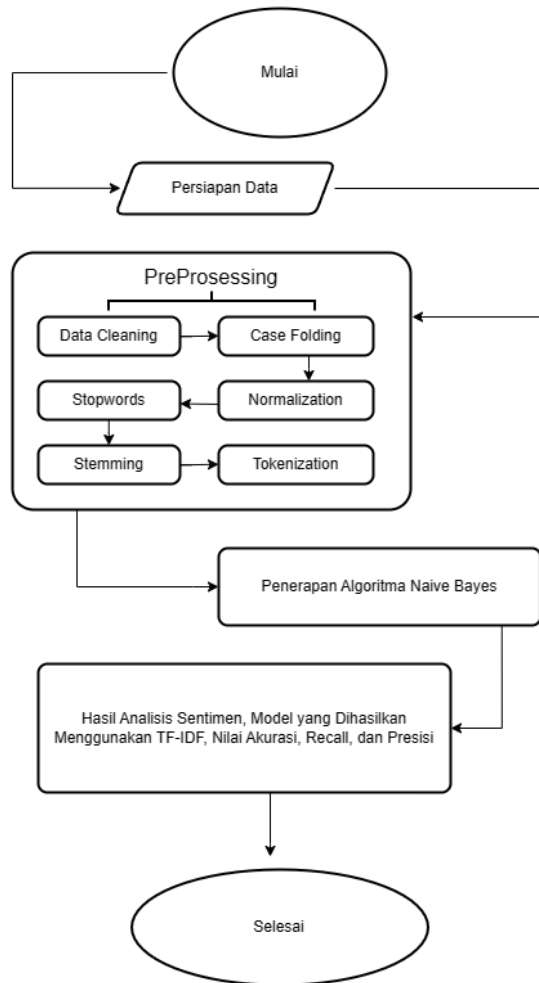 Mulai
Persiapan Data
PreProsessing
Data Cleaning
Case Folding
Normalization
Stopwords
Stemming
Tokenization
Penerapan Algoritma Naive Bayes
Hasil Analisis Sentimen, Model yang Dihasilkan
Menggunakan TF-IDF, Nilai Akurasi, Recall, dan Presisi
Selesai